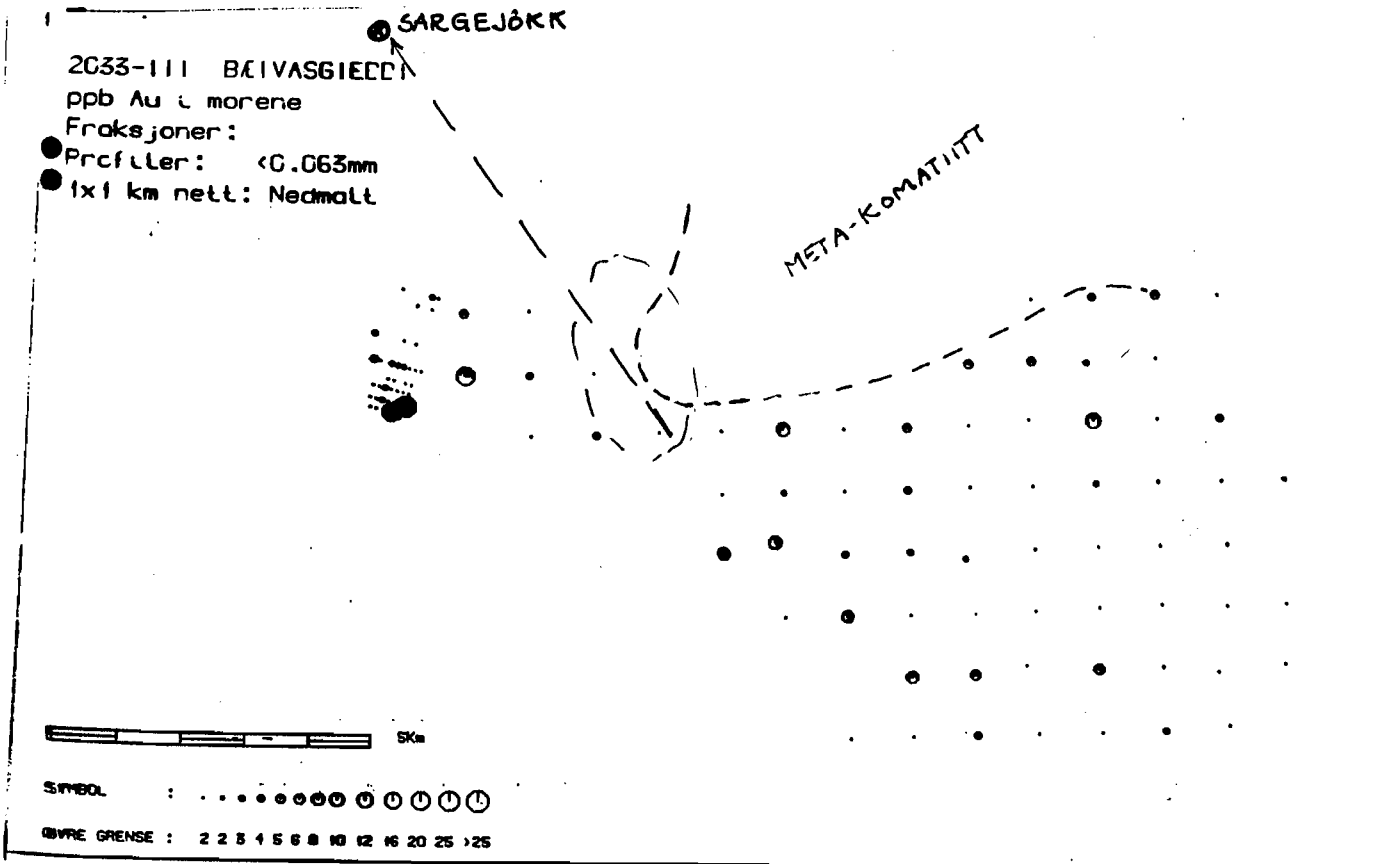 SARGEJÔKK
2C33-III BÆIVASGIEDDI
ppb Au i morene
Fraksjoner:
Profiler: <0.063mm
1x1 km nett: Nedmalt
META-KOMATIITT
5Km
SYMBOL :
ØVRE GRENSE : 2 2 3 4 5 6 8 10 12 16 20 25 >25